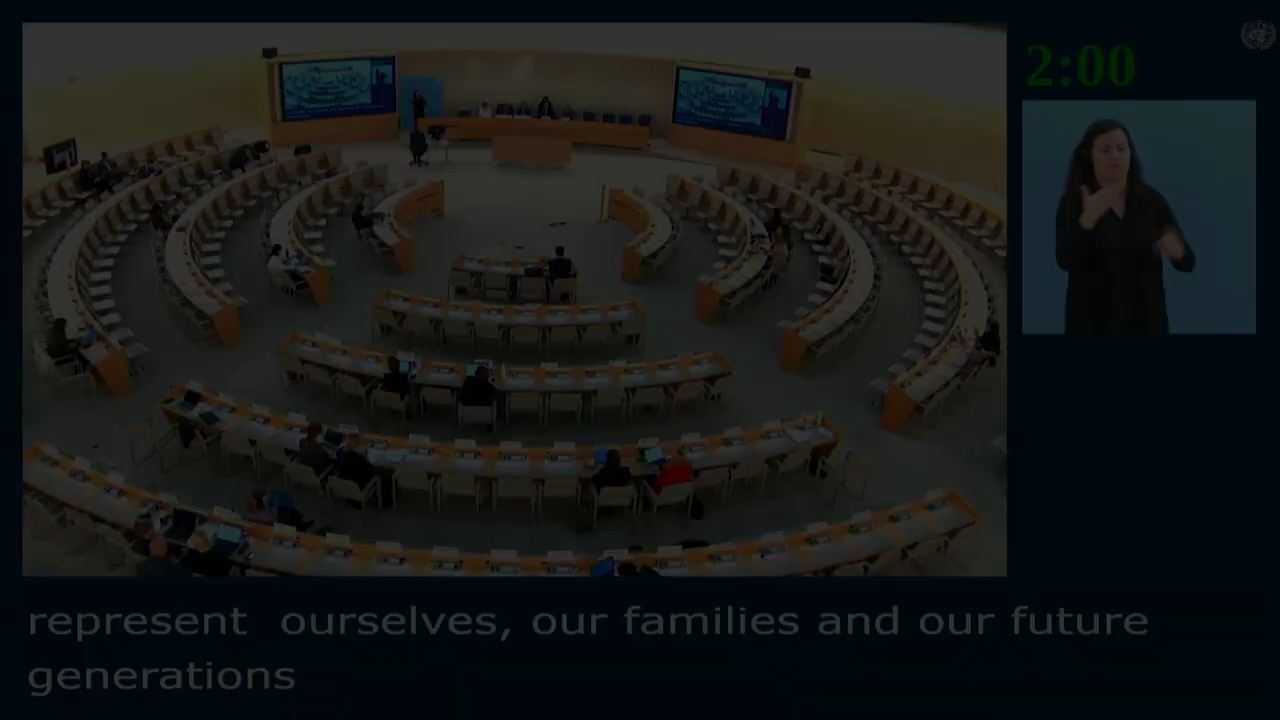 2:00
represent ourselves, our families and our future
generations